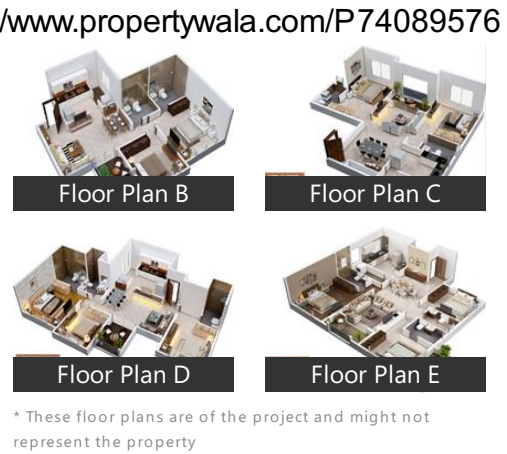 /www.propertywala.com/P74089576
Floor Plan B
Floor Plan C
Floor Plan D
Floor Plan E
* These floor plans are of the project and might not
represent the property